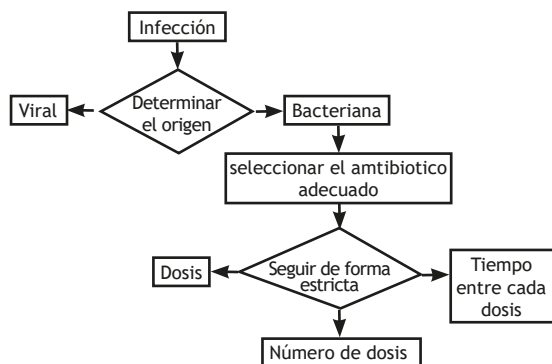 Infección
Determinar
el origen
Viral
Bacteriana
seleccionar el amtibiotico
adecuado
Seguir de forma
estricta
Dosis
Tiempo
entre cada
dosis
Número de dosis